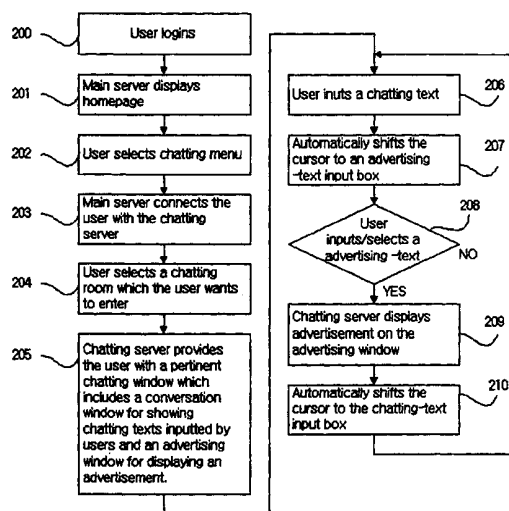 200
User logins
201
Main server displays
homepage
202
User selects chatting menu
203
Main server connects the
user with the chatting
server
204
User selects a chatting
room which the user wants
to enter
205
Chatting server provides
the user with a pertinent
chatting window which
includes a conversation
window for showing
chatting texts inputted by
users and an advertising
window for displaying an
advertisement.
User inuts a chatting text
206
Automatically shifts the
cursor to an advertising
-text input box
207
User
inputs/selects a
advertising -text
208
NO
YES
Chatting server displays
advertisement on the
advertising window
209
Automatically shifts the
cursor to the chatting-text
input box
210